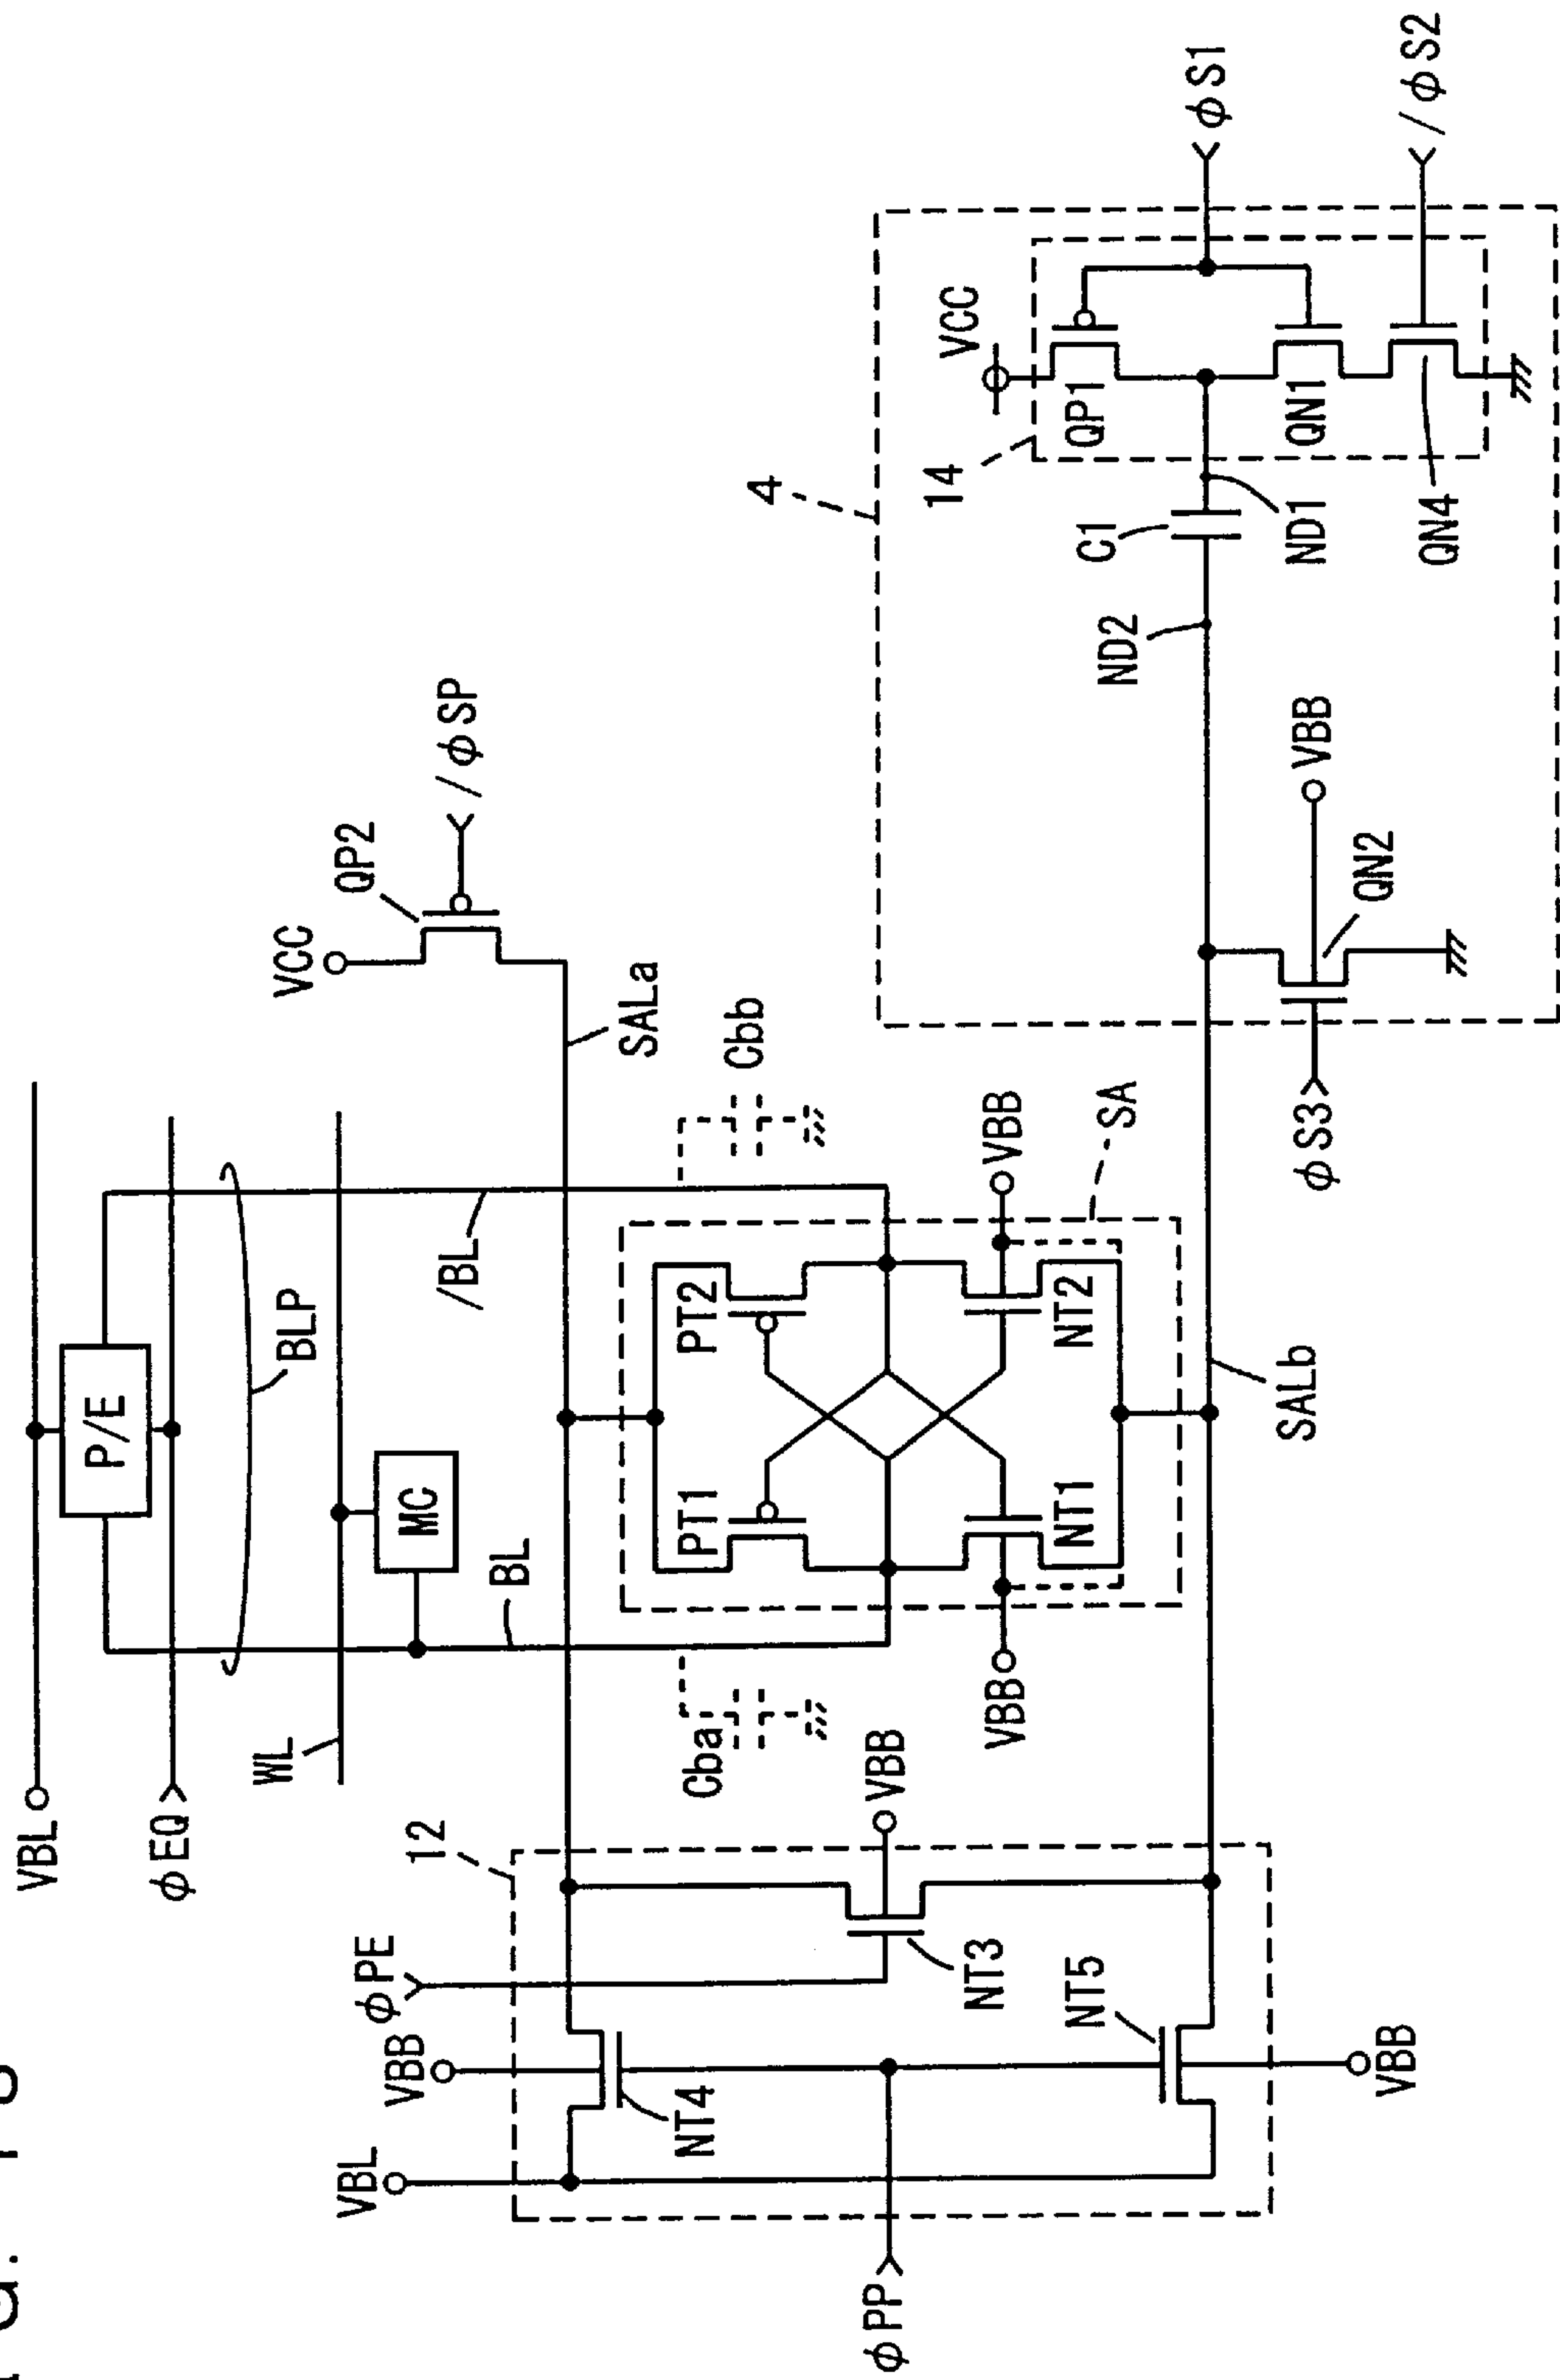 VBL
φEQ
WL
P/E
BLP
MC
BL
/BL
VCC
QP2
/φSP
SALa
VBL
VBB
φPE
12
NT4
NT3
VBB
NT5
VBB
φPP
Cba
Cbb
PT1
PT2
NT1
NT2
VBB
VBB
SA
SALb
4
14
VCC
QP1
QN1
QN4
C1
ND1
ND2
φS1
/φS2
φS3
QN2
VBB